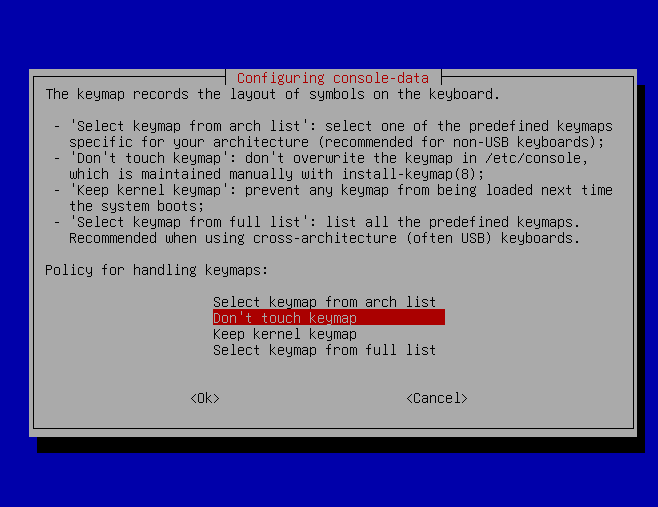 Configuring console-data
The keymap records the layout of symbols on the keyboard.
- 'Select keymap from arch list': select one of the predefined keymaps
specific for your architecture (recommended for non-USB keyboards);
- 'Don't touch keymap': don't overwrite the keymap in /etc/console,
which is maintained manually with install-keymap(8);
- 'Keep kernel keymap': prevent any keymap from being loaded next time
the system boots;
- 'Select keymap from full list': list all the predefined keymaps.
Recommended when using cross-architecture (often USB) keyboards.
Policy for handling keymaps:
Select keymap from arch list
Don't touch keymap
Keep kernel keymap
Select keymap from full list
<Ok> <Cancel>